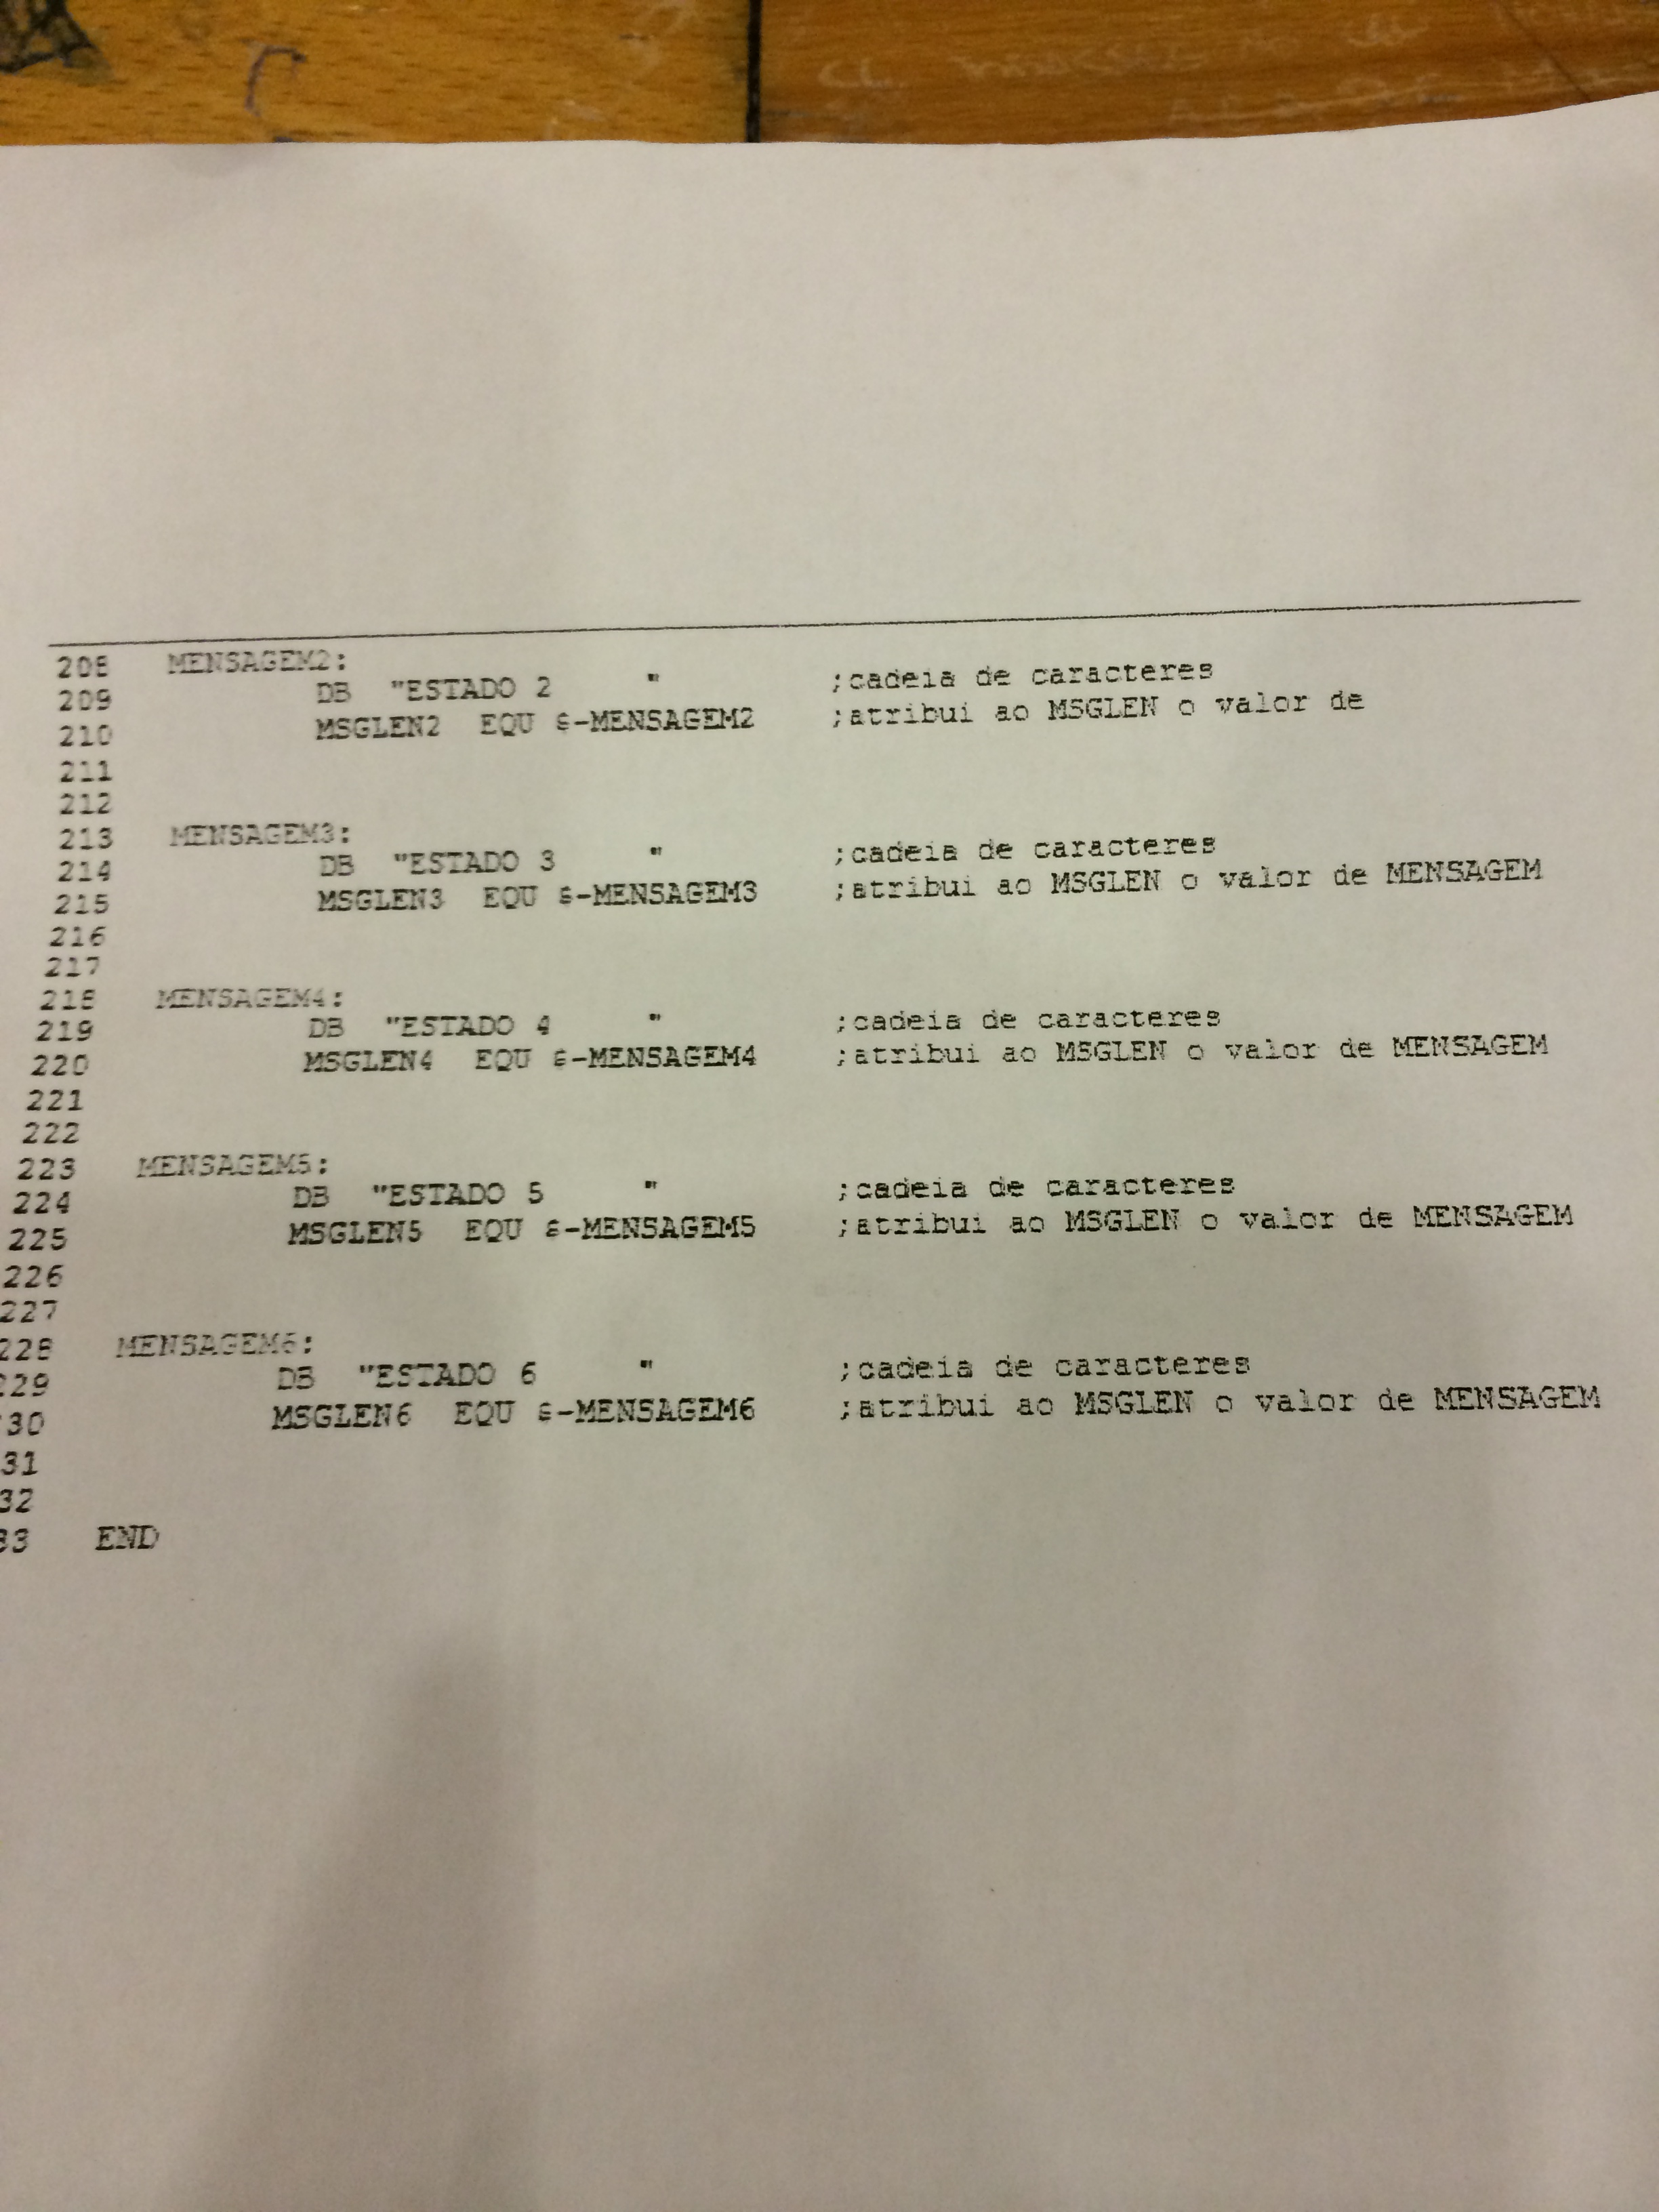 208 MENSAGEM2:
209 DB "ESTADO 2 " ;cadeia de caracteres
210 MSGLEN2 EQU $-MENSAGEM2 ;atribui ao MSGLEN o valor de
211
212
213 MENSAGEM3:
214 DB "ESTADO 3 " ;cadeia de caracteres
215 MSGLEN3 EQU $-MENSAGEM3 ;atribui ao MSGLEN o valor de MENSAGEM
216
217
218 MENSAGEM4:
219 DB "ESTADO 4 " ;cadeia de caracteres
220 MSGLEN4 EQU $-MENSAGEM4 ;atribui ao MSGLEN o valor de MENSAGEM
221
222
223 MENSAGEM5:
224 DB "ESTADO 5 " ;cadeia de caracteres
225 MSGLEN5 EQU $-MENSAGEM5 ;atribui ao MSGLEN o valor de MENSAGEM
226
227
228 MENSAGEM6:
229 DB "ESTADO 6 " ;cadeia de caracteres
30 MSGLEN6 EQU $-MENSAGEM6 ;atribui ao MSGLEN o valor de MENSAGEM
31
32
33 END